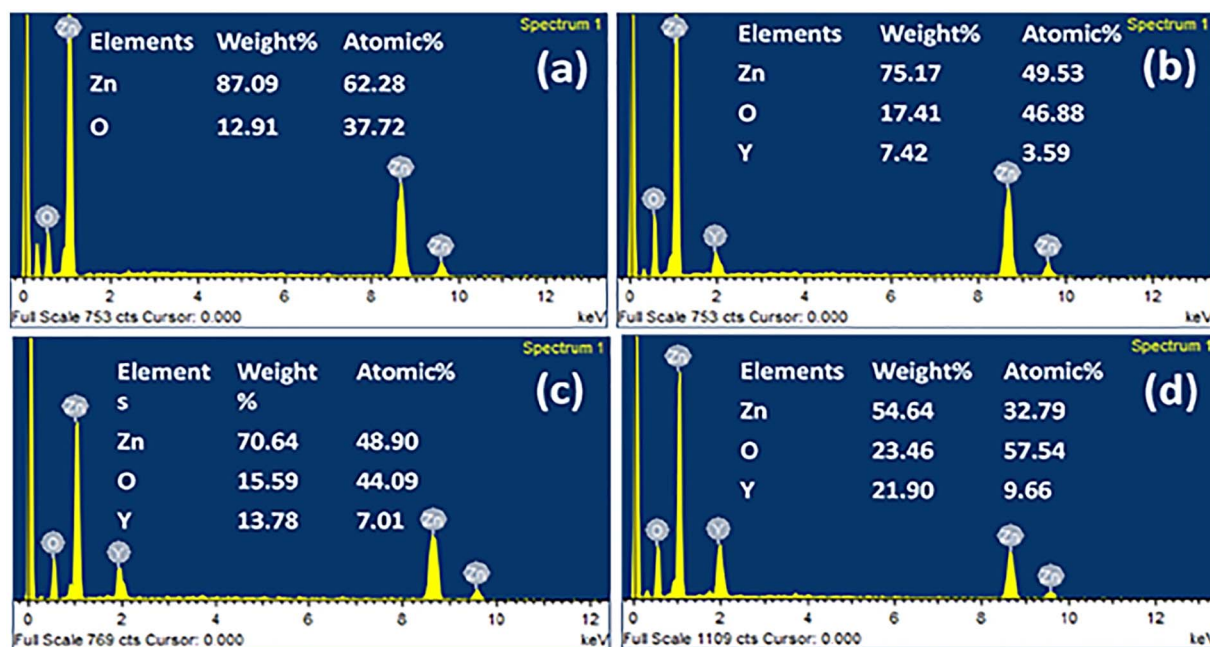 Spectrum 1
Elements Weight% Atomic%
Zn 87.09 62.28
O 12.91 37.72
(a)
Zn
O
Zn
Zn
0 2 4 6 8 10 12
Full Scale 753 cts Cursor: 0.000 keV
Spectrum 1
Elements Weight% Atomic%
Zn 75.17 49.53
O 17.41 46.88
Y 7.42 3.59
(b)
Zn
O
Y
Zn
Zn
0 2 4 6 8 10 12
Full Scale 753 cts Cursor: 0.000 keV
Spectrum 1
Element Weight Atomic%
s %
Zn 70.64 48.90
O 15.59 44.09
Y 13.78 7.01
(c)
Zn
O
Y
Zn
Zn
0 2 4 6 8 10 12
Full Scale 769 cts Cursor: 0.000 keV
Spectrum 1
Elements Weight% Atomic%
Zn 54.64 32.79
O 23.46 57.54
Y 21.90 9.66
(d)
Zn
O
Y
Zn
Zn
0 2 4 6 8 10 12
Full Scale 1109 cts Cursor: 0.000 keV